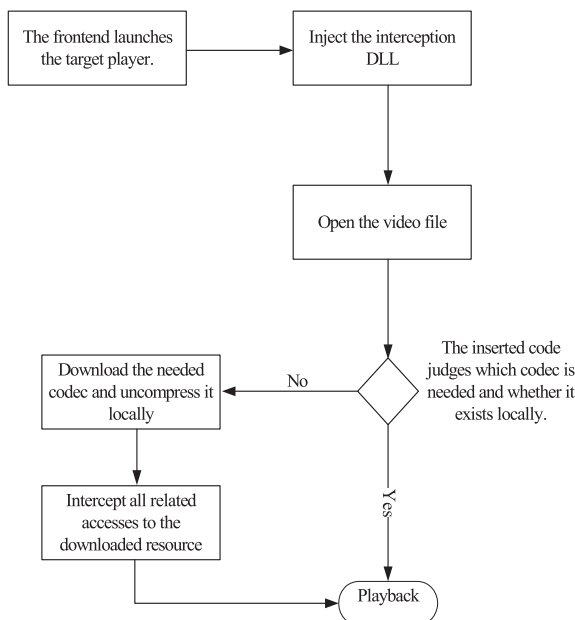 The frontend launches
the target player.
Inject the interception
DLL
Open the video file
The inserted code
judges which codec is
needed and whether it
exists locally.
No
Download the needed
codec and uncompress it
locally
Yes
Intercept all related
accesses to the
downloaded resource
Playback